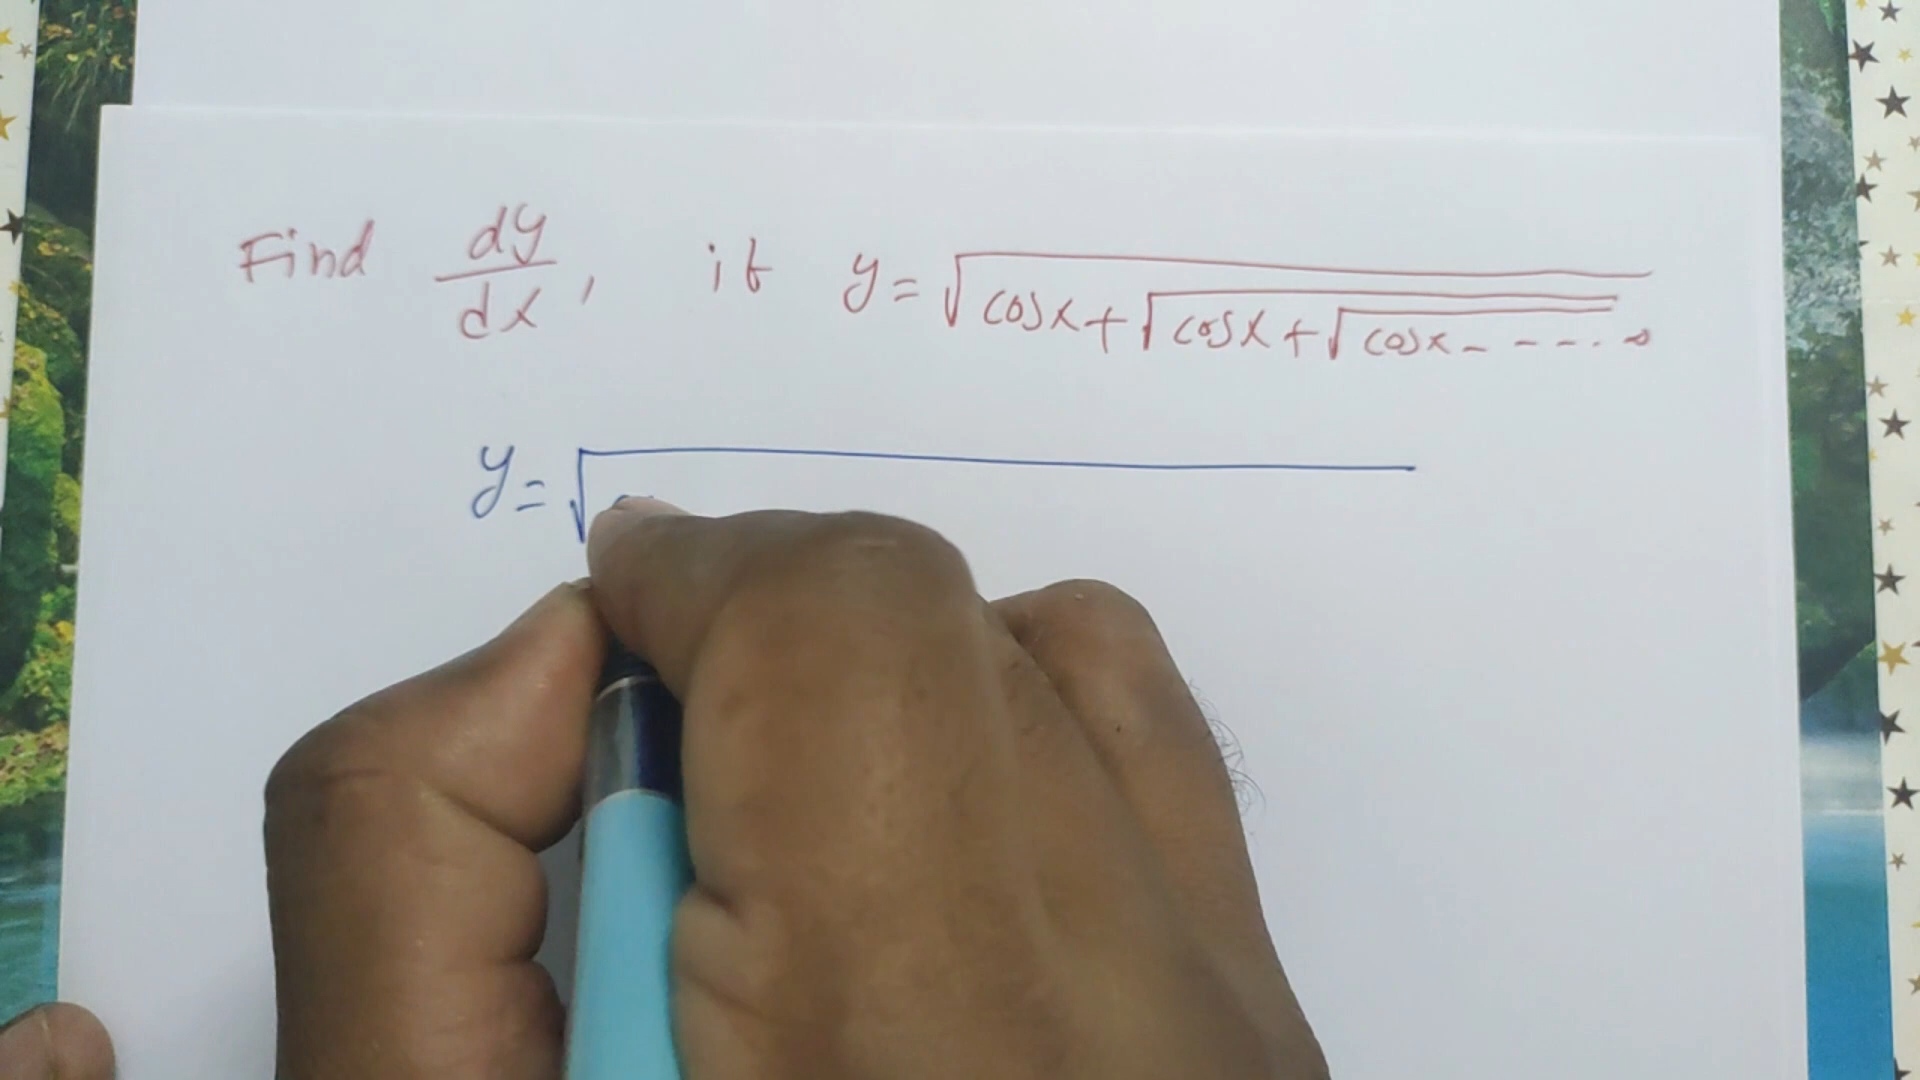 Find dy/dx, if y = √(cosx + √(cosx + √(cosx - - - - . ∞
y = √